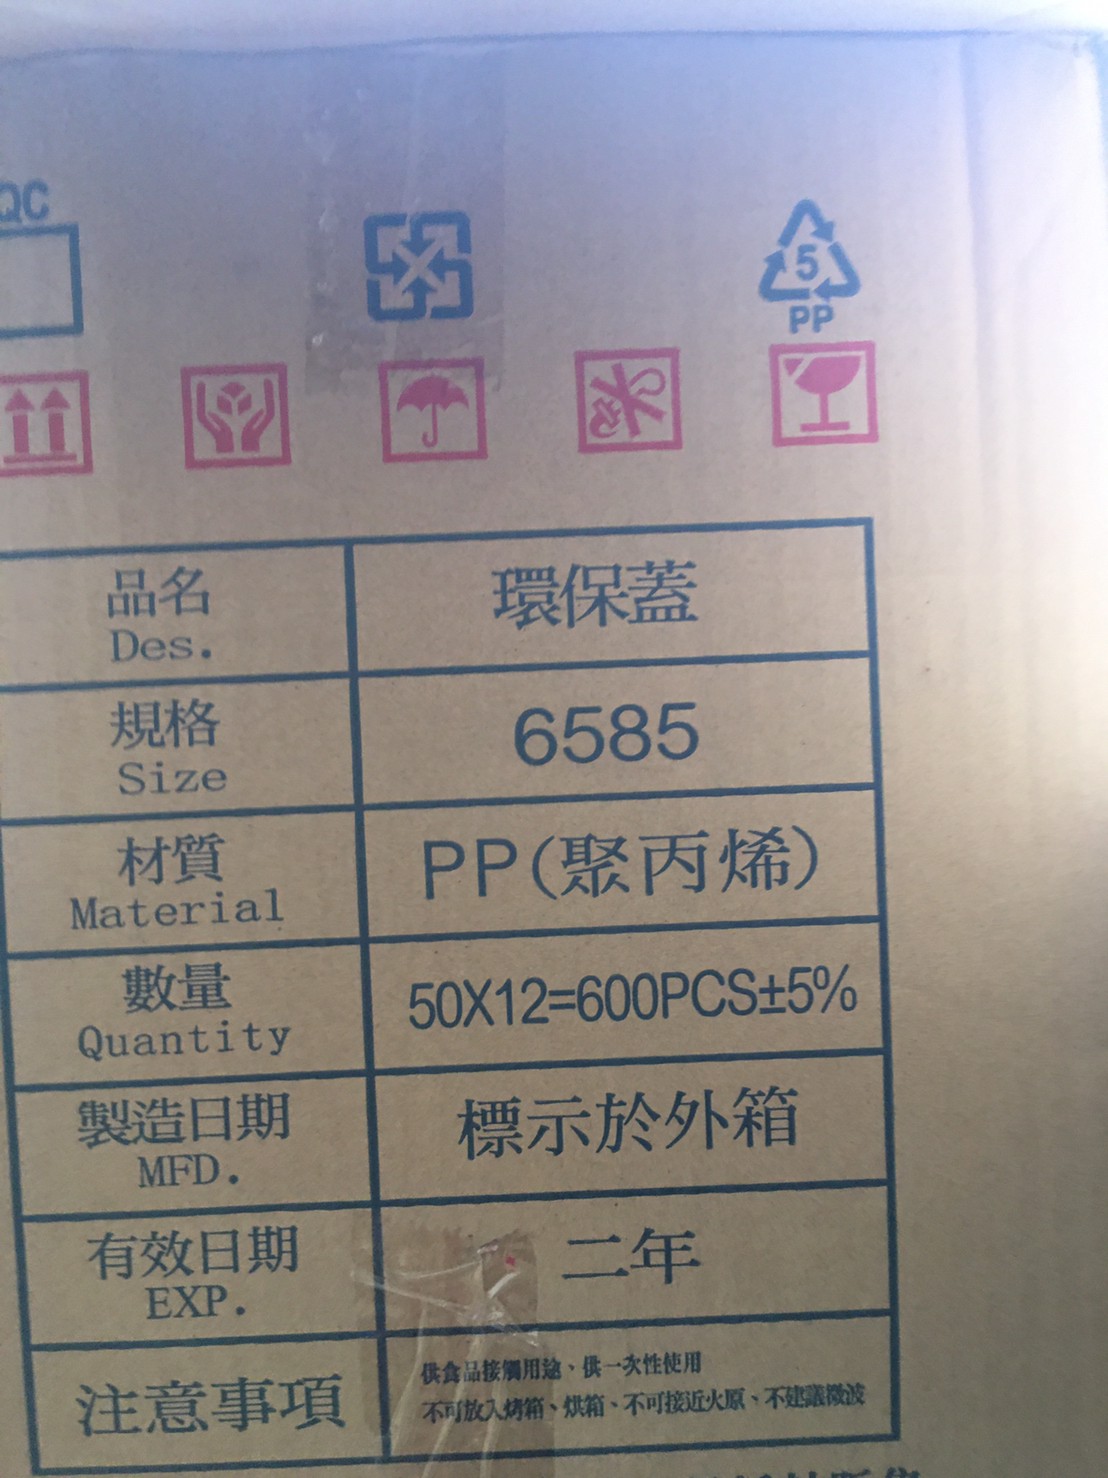 QC
5
PP
品名
Des.
環保蓋
規格
Size
6585
材質
Material
PP(聚丙烯)
數量
Quantity
50X12=600PCS±5%
製造日期
MFD.
標示於外箱
有效日期
EXP.
二年
注意事項
供食品接觸用途、供一次性使用
不可放入烤箱、烘箱、不可接近火原、不建議微波